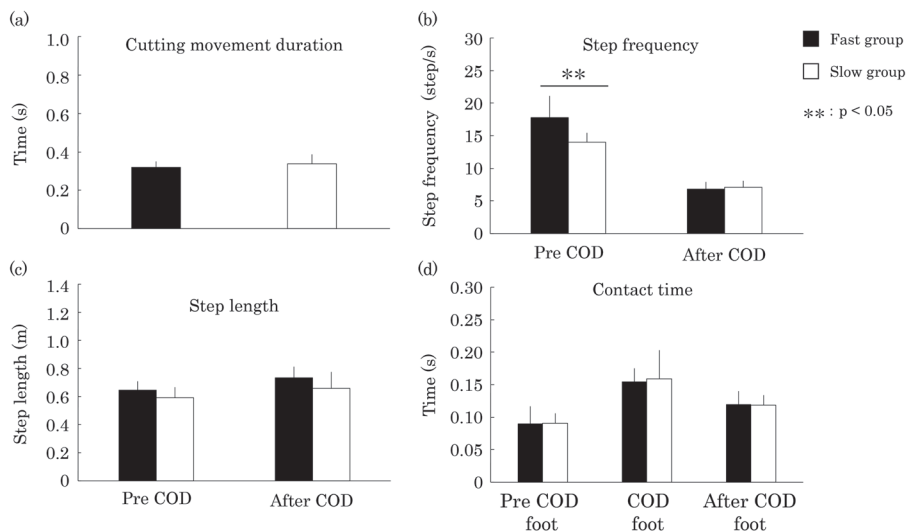 (a)
Cutting movement duration
Time (s)
1.0
0.8
0.6
0.4
0.2
0
(b)
Step frequency
Step frequency (step/s)
30
25
20
15
10
5
0
**
Pre COD
After COD
Fast group
Slow group
** : p < 0.05
(c)
Step length
Step length (m)
1.4
1.2
1.0
0.8
0.6
0.4
0.2
0
Pre COD
After COD
(d)
Contact time
Time (s)
0.30
0.25
0.20
0.15
0.10
0.05
0
Pre COD
foot
COD
foot
After COD
foot